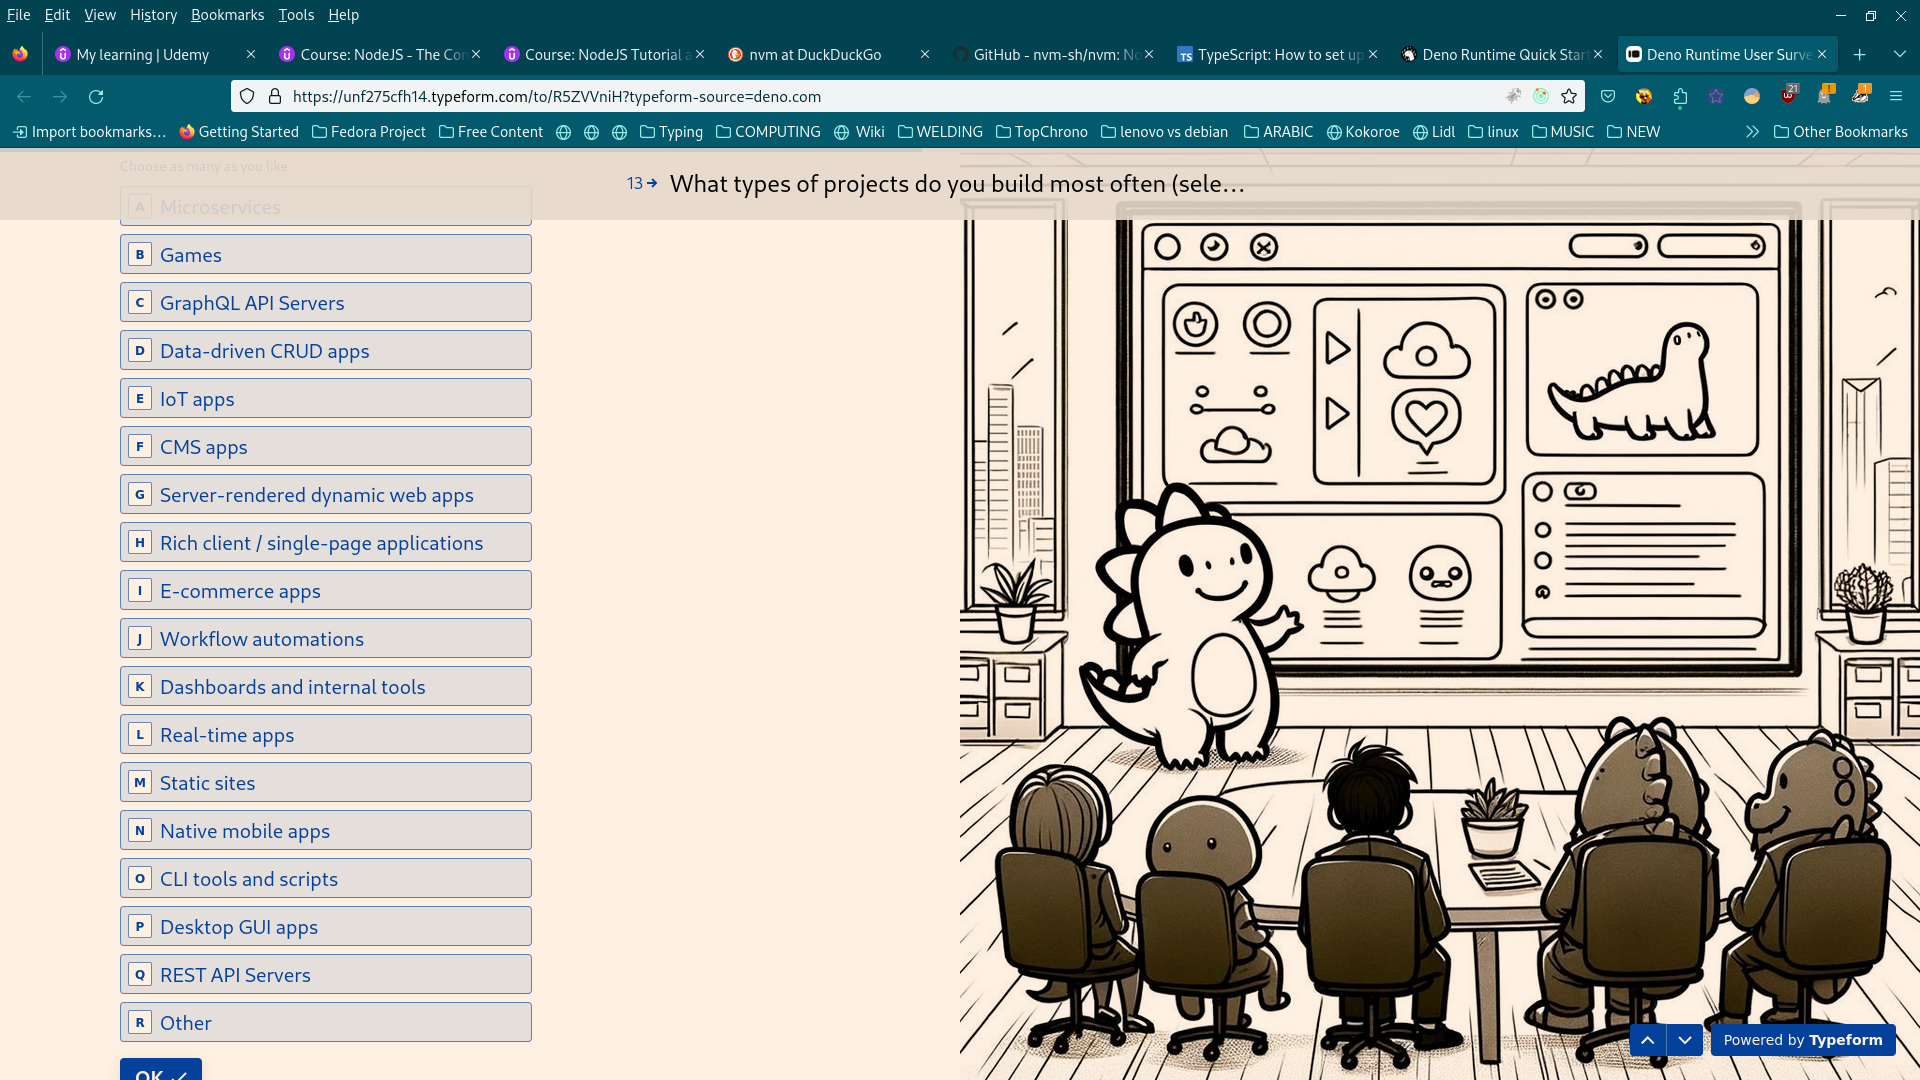 File Edit View History Bookmarks Tools Help
My learning | Udemy
Course: NodeJS - The Con
Course: NodeJS Tutorial a
nvm at DuckDuckGo
GitHub - nvm-sh/nvm: No
TypeScript: How to set up
Deno Runtime Quick Start
Deno Runtime User Surve
https://unf275cfh14.typeform.com/to/R5ZVVniH?typeform-source=deno.com
21
!
1
Import bookmarks... Getting Started Fedora Project Free Content Typing COMPUTING Wiki WELDING TopChrono lenovo vs debian ARABIC Kokoroe Lidl linux MUSIC NEW Other Bookmarks
Choose as many as you like
13 What types of projects do you build most often (sele...
A Microservices
B Games
C GraphQL API Servers
D Data-driven CRUD apps
E IoT apps
F CMS apps
G Server-rendered dynamic web apps
H Rich client / single-page applications
I E-commerce apps
J Workflow automations
K Dashboards and internal tools
L Real-time apps
M Static sites
N Native mobile apps
O CLI tools and scripts
P Desktop GUI apps
Q REST API Servers
R Other
OK
Powered by Typeform